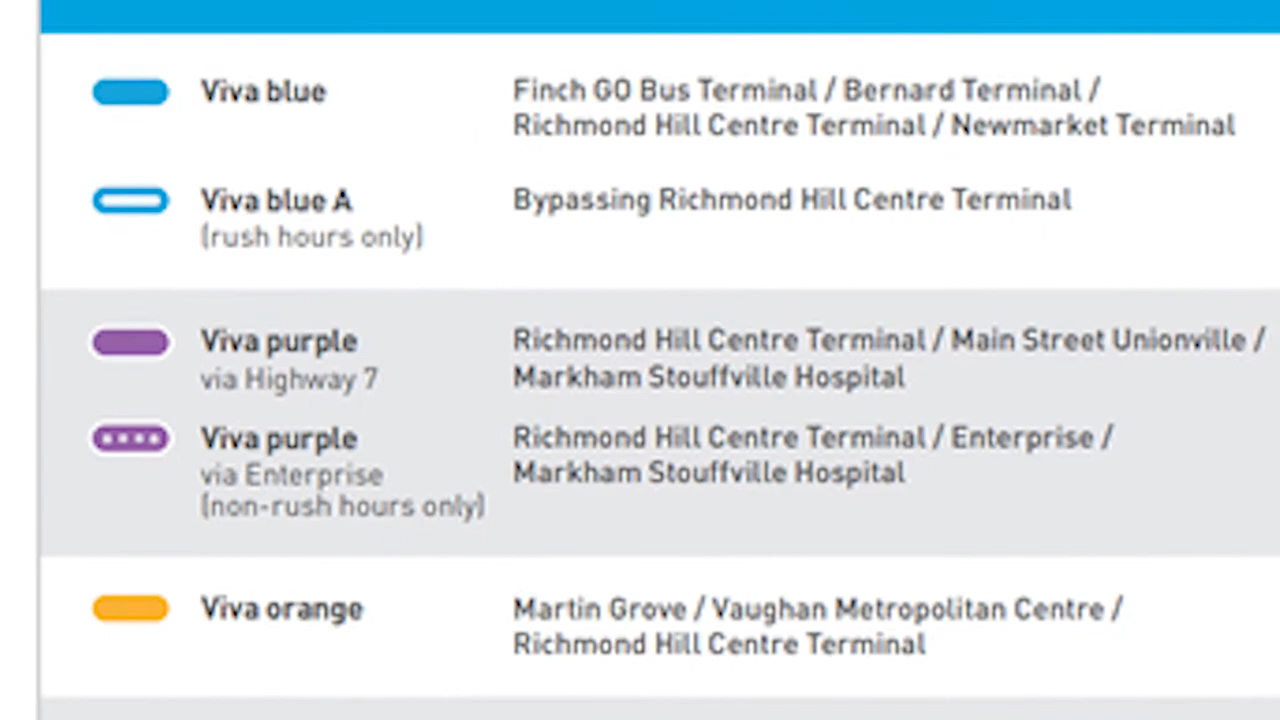 Viva blue Finch GO Bus Terminal / Bernard Terminal /
Richmond Hill Centre Terminal / Newmarket Terminal
Viva blue A Bypassing Richmond Hill Centre Terminal
(rush hours only)
Viva purple Richmond Hill Centre Terminal / Main Street Unionville /
via Highway 7 Markham Stouffville Hospital
Viva purple Richmond Hill Centre Terminal / Enterprise /
via Enterprise Markham Stouffville Hospital
(non-rush hours only)
Viva orange Martin Grove / Vaughan Metropolitan Centre /
Richmond Hill Centre Terminal